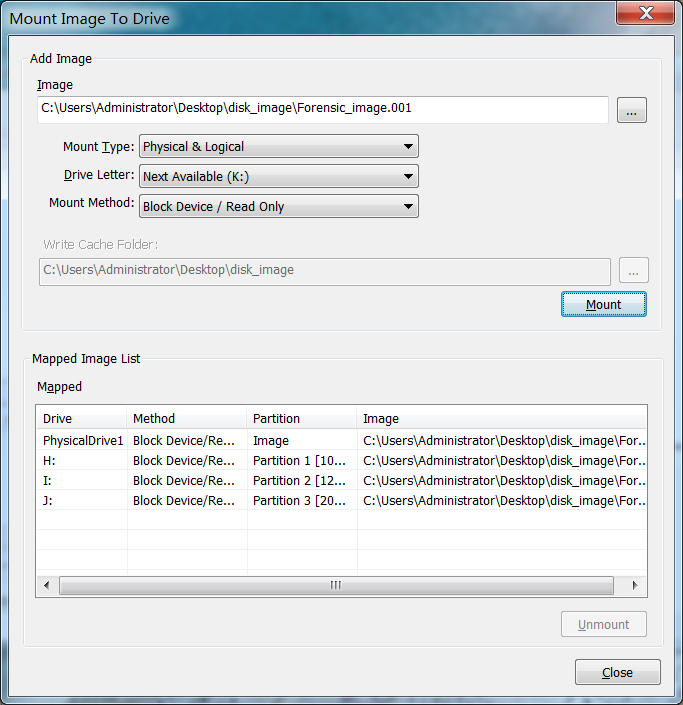 Mount Image To Drive
Add Image
Image
C:\Users\Administrator\Desktop\disk_image\Forensic_image.001
...
Mount Type: Physical & Logical
Drive Letter: Next Available (K:)
Mount Method: Block Device / Read Only
Write Cache Folder:
C:\Users\Administrator\Desktop\disk_image
...
Mount
Mapped Image List
Mapped
Drive Method Partition Image
PhysicalDrive1 Block Device/Re... Image C:\Users\Administrator\Desktop\disk_image\For...
H: Block Device/Re... Partition 1 [10... C:\Users\Administrator\Desktop\disk_image\For...
I: Block Device/Re... Partition 2 [12... C:\Users\Administrator\Desktop\disk_image\For...
J: Block Device/Re... Partition 3 [20... C:\Users\Administrator\Desktop\disk_image\For...
Unmount
Close